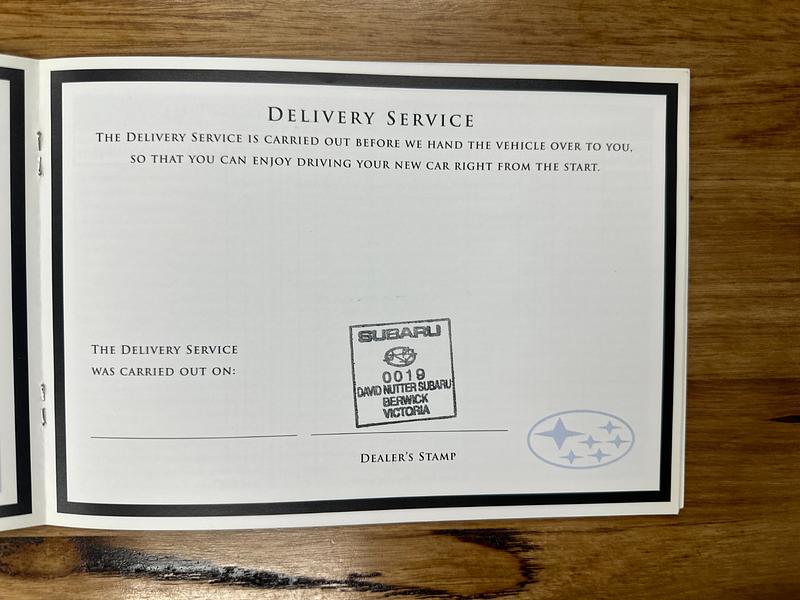 Delivery Service
The Delivery Service is carried out before we hand the vehicle over to you,
so that you can enjoy driving your new car right from the start.
The Delivery Service
was carried out on:
SUBARU
0019
DAVID NUTTER SUBARU
BERWICK
VICTORIA
Dealer's Stamp